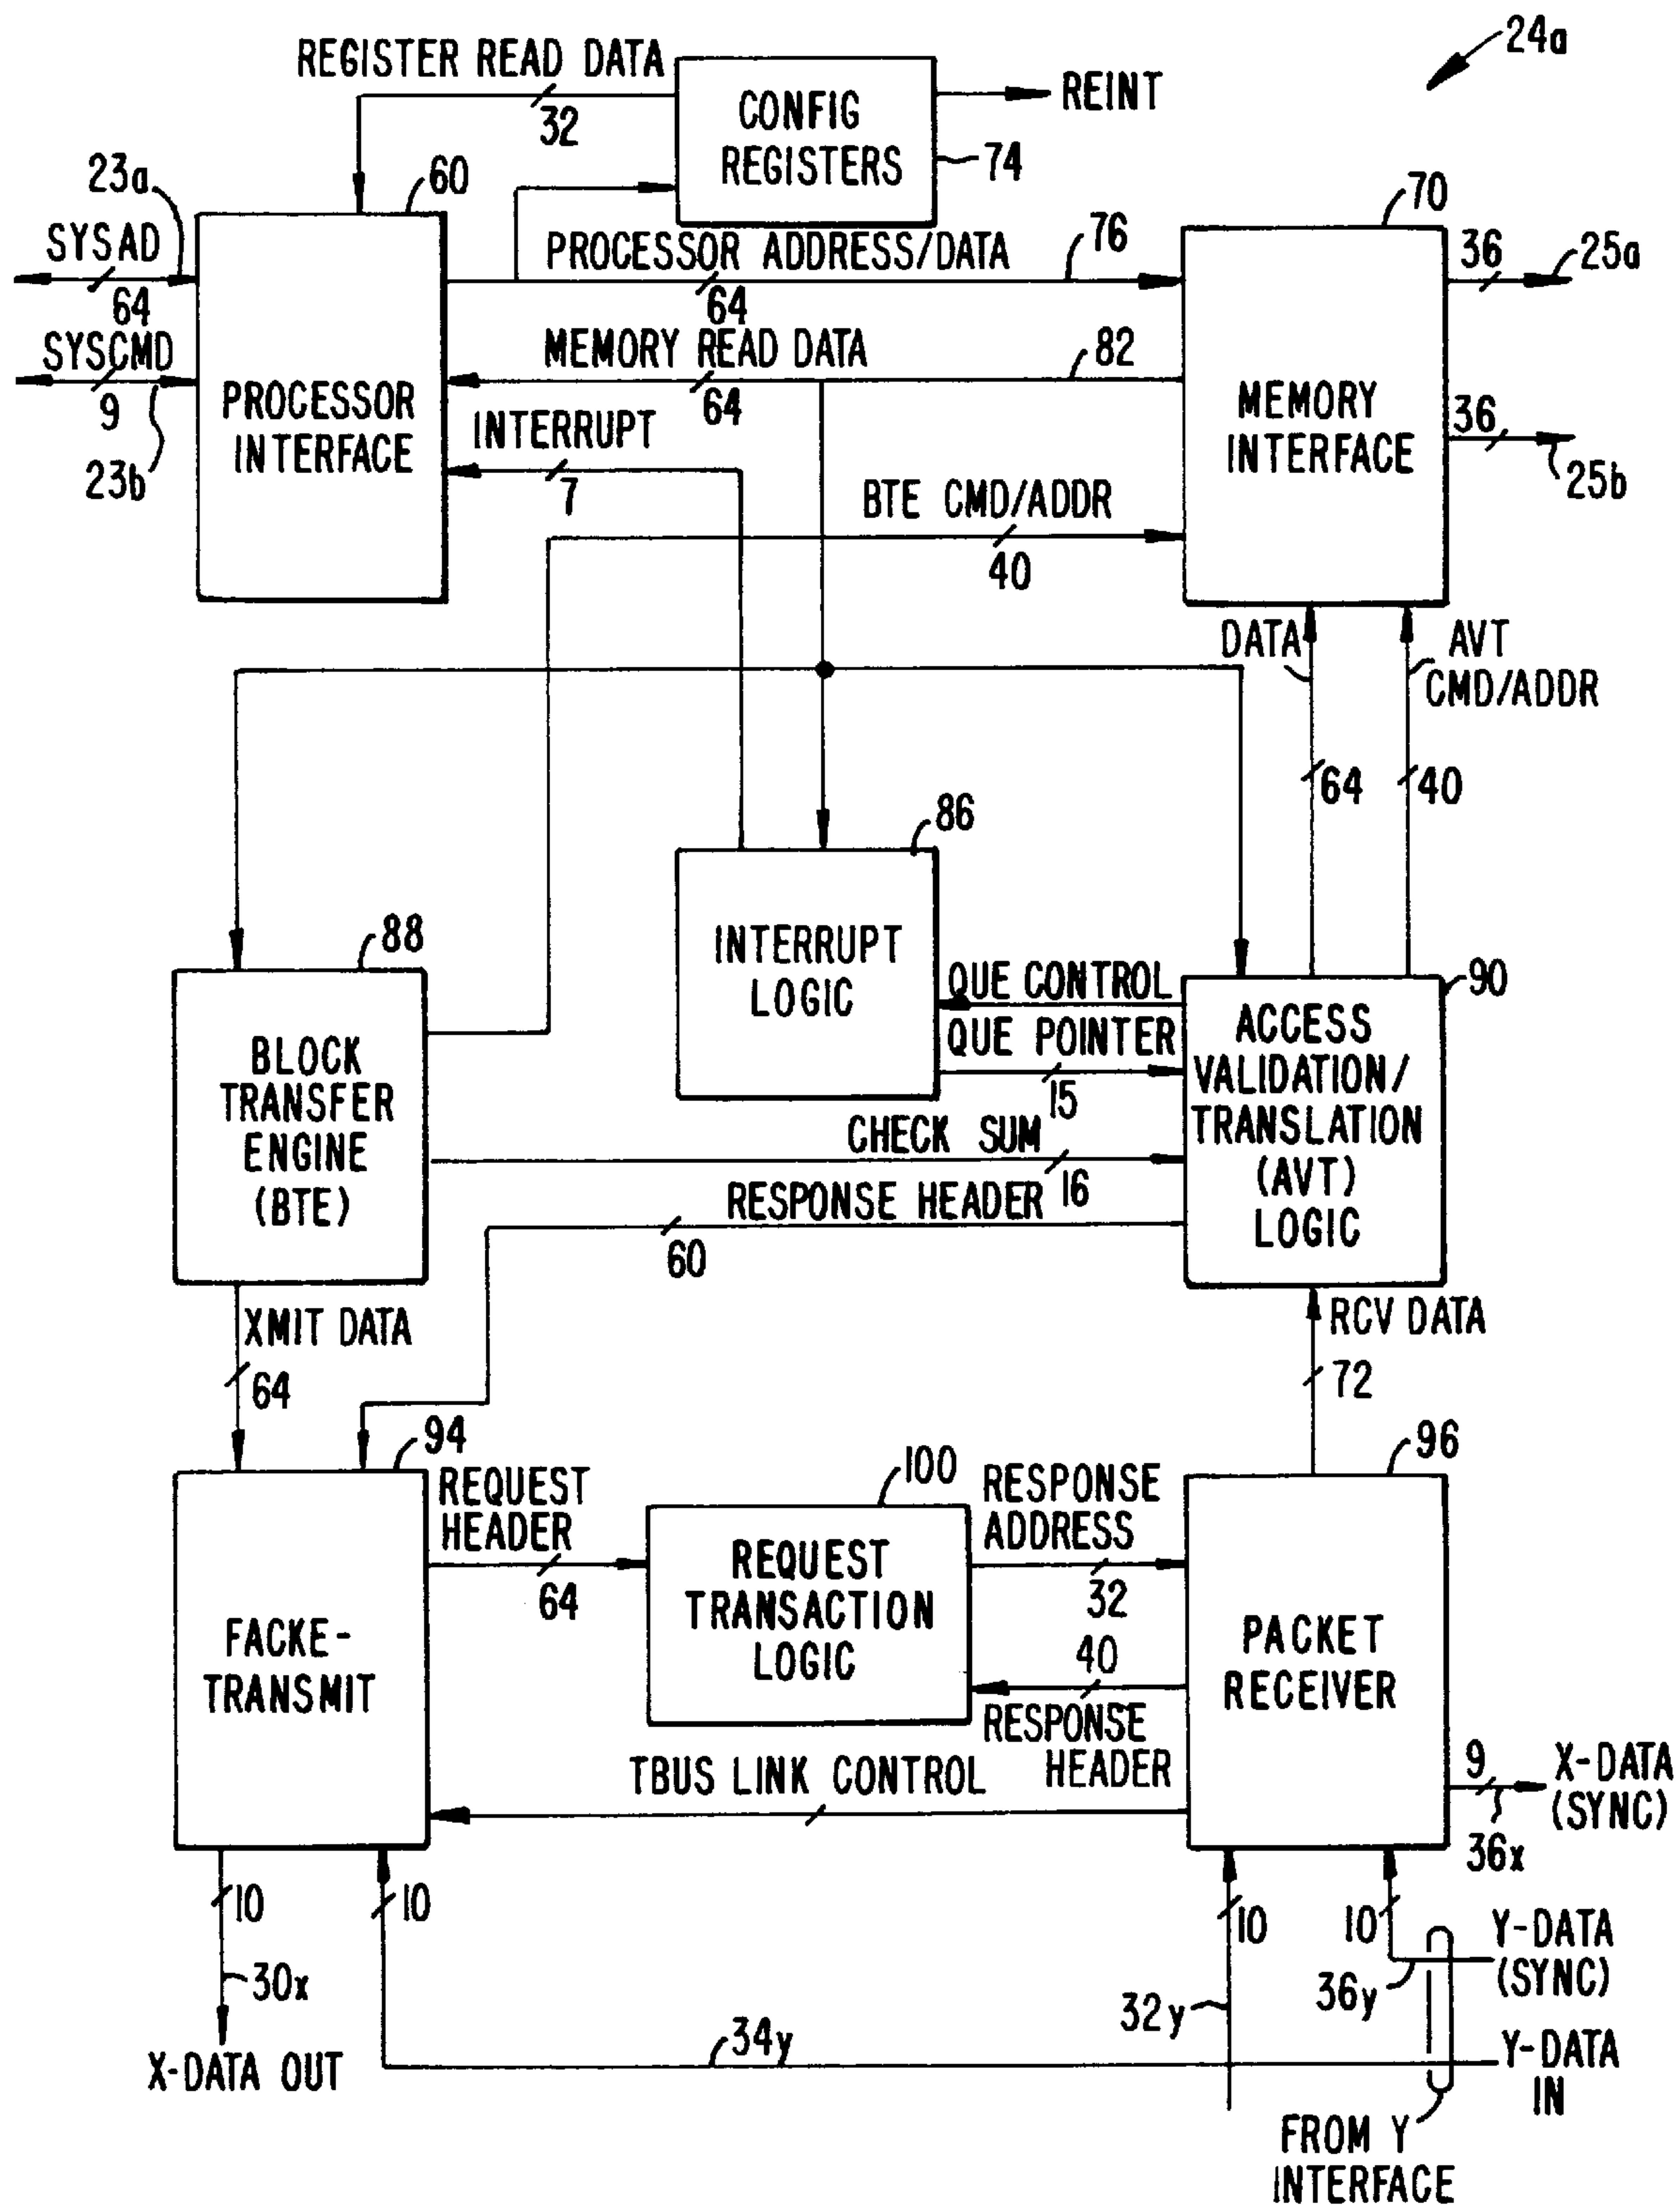 24a
REGISTER READ DATA
32
CONFIG
REGISTERS
REINT
74
23a
60
70
SYSAD
64
PROCESSOR ADDRESS/DATA
64
76
36
25a
SYSCMD
9
23b
PROCESSOR
INTERFACE
MEMORY READ DATA
64
82
MEMORY
INTERFACE
36
25b
INTERRUPT
7
BTE CMD/ADDR
40
DATA
AVT
CMD/ADDR
64
40
86
88
INTERRUPT
LOGIC
QUE CONTROL
QUE POINTER
15
90
BLOCK
TRANSFER
ENGINE
(BTE)
ACCESS
VALIDATION/
TRANSLATION
(AVT)
LOGIC
CHECK SUM
16
RESPONSE HEADER
60
XMIT DATA
64
RCV DATA
72
94
96
REQUEST
HEADER
64
100
REQUEST
TRANSACTION
LOGIC
RESPONSE
ADDRESS
32
40
RESPONSE
HEADER
FACKE-
TRANSMIT
PACKET
RECEIVER
TBUS LINK CONTROL
9
X-DATA
(SYNC)
36x
10
10
10
10
Y-DATA
(SYNC)
30x
36y
32y
34y
X-DATA OUT
Y-DATA
IN
FROM Y
INTERFACE